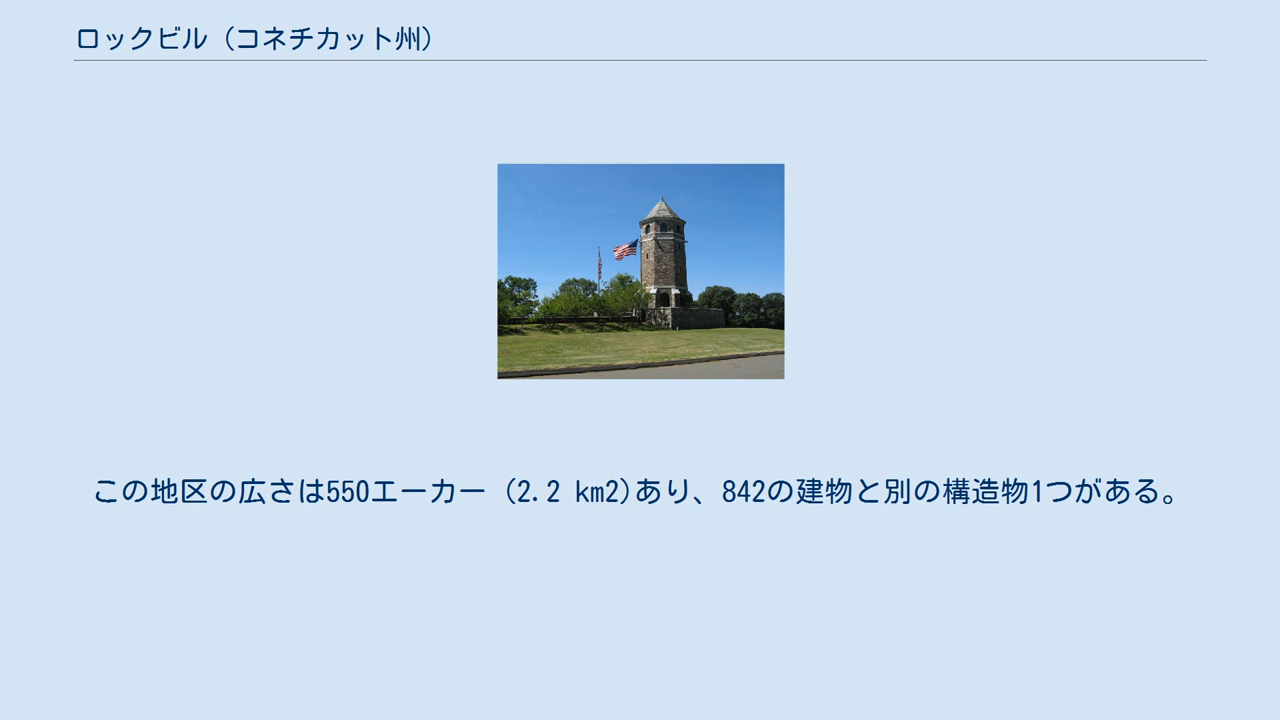 ロックビル (コネチカット州)
この地区の広さは550エーカー (2.2 km2)あり、842の建物と別の構造物1つがある。